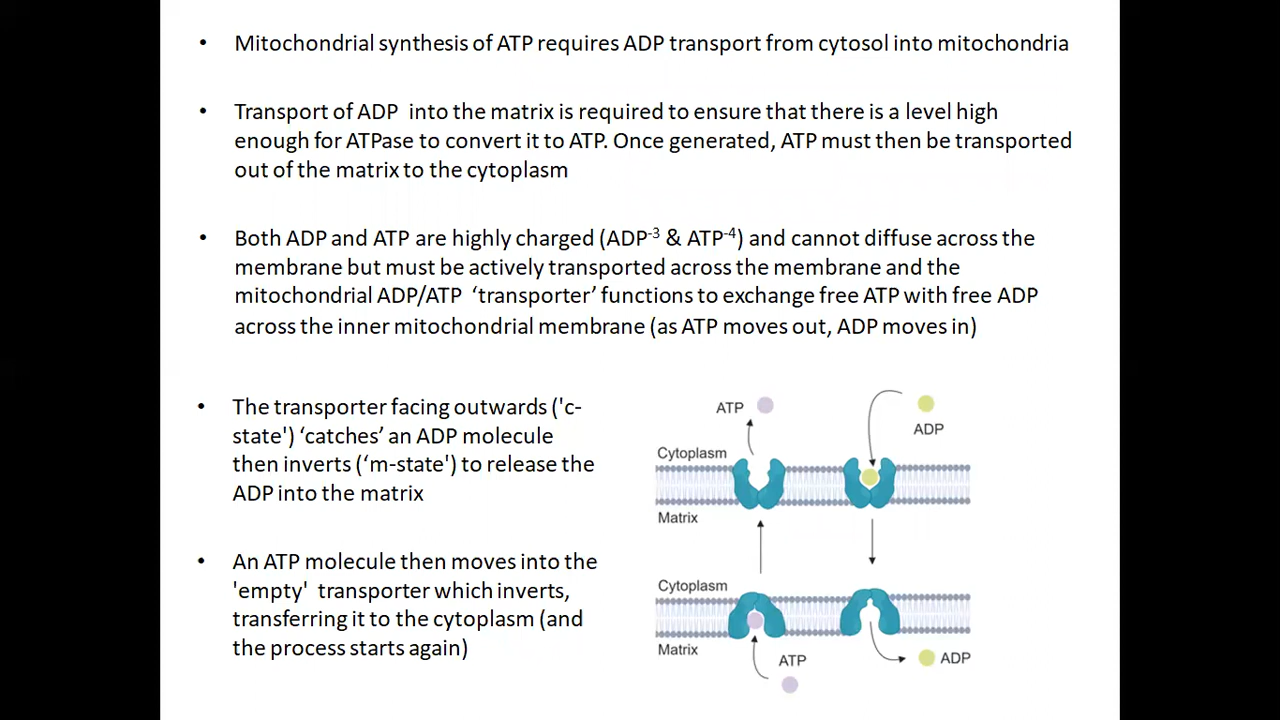 • Mitochondrial synthesis of ATP requires ADP transport from cytosol into mitochondria
• Transport of ADP  into the matrix is required to ensure that there is a level high
enough for ATPase to convert it to ATP. Once generated, ATP must then be transported
out of the matrix to the cytoplasm
• Both ADP and ATP are highly charged (ADP⁻³ & ATP⁻⁴) and cannot diffuse across the
membrane but must be actively transported across the membrane and the
mitochondrial ADP/ATP  ‘transporter’ functions to exchange free ATP with free ADP
across the inner mitochondrial membrane (as ATP moves out, ADP moves in)
• The transporter facing outwards ('c-
state') ‘catches’ an ADP molecule
then inverts (‘m-state') to release the
ADP into the matrix
• An ATP molecule then moves into the
'empty'  transporter which inverts,
transferring it to the cytoplasm (and
the process starts again)
ATP
ADP
Cytoplasm
Matrix
Cytoplasm
Matrix
ATP
ADP